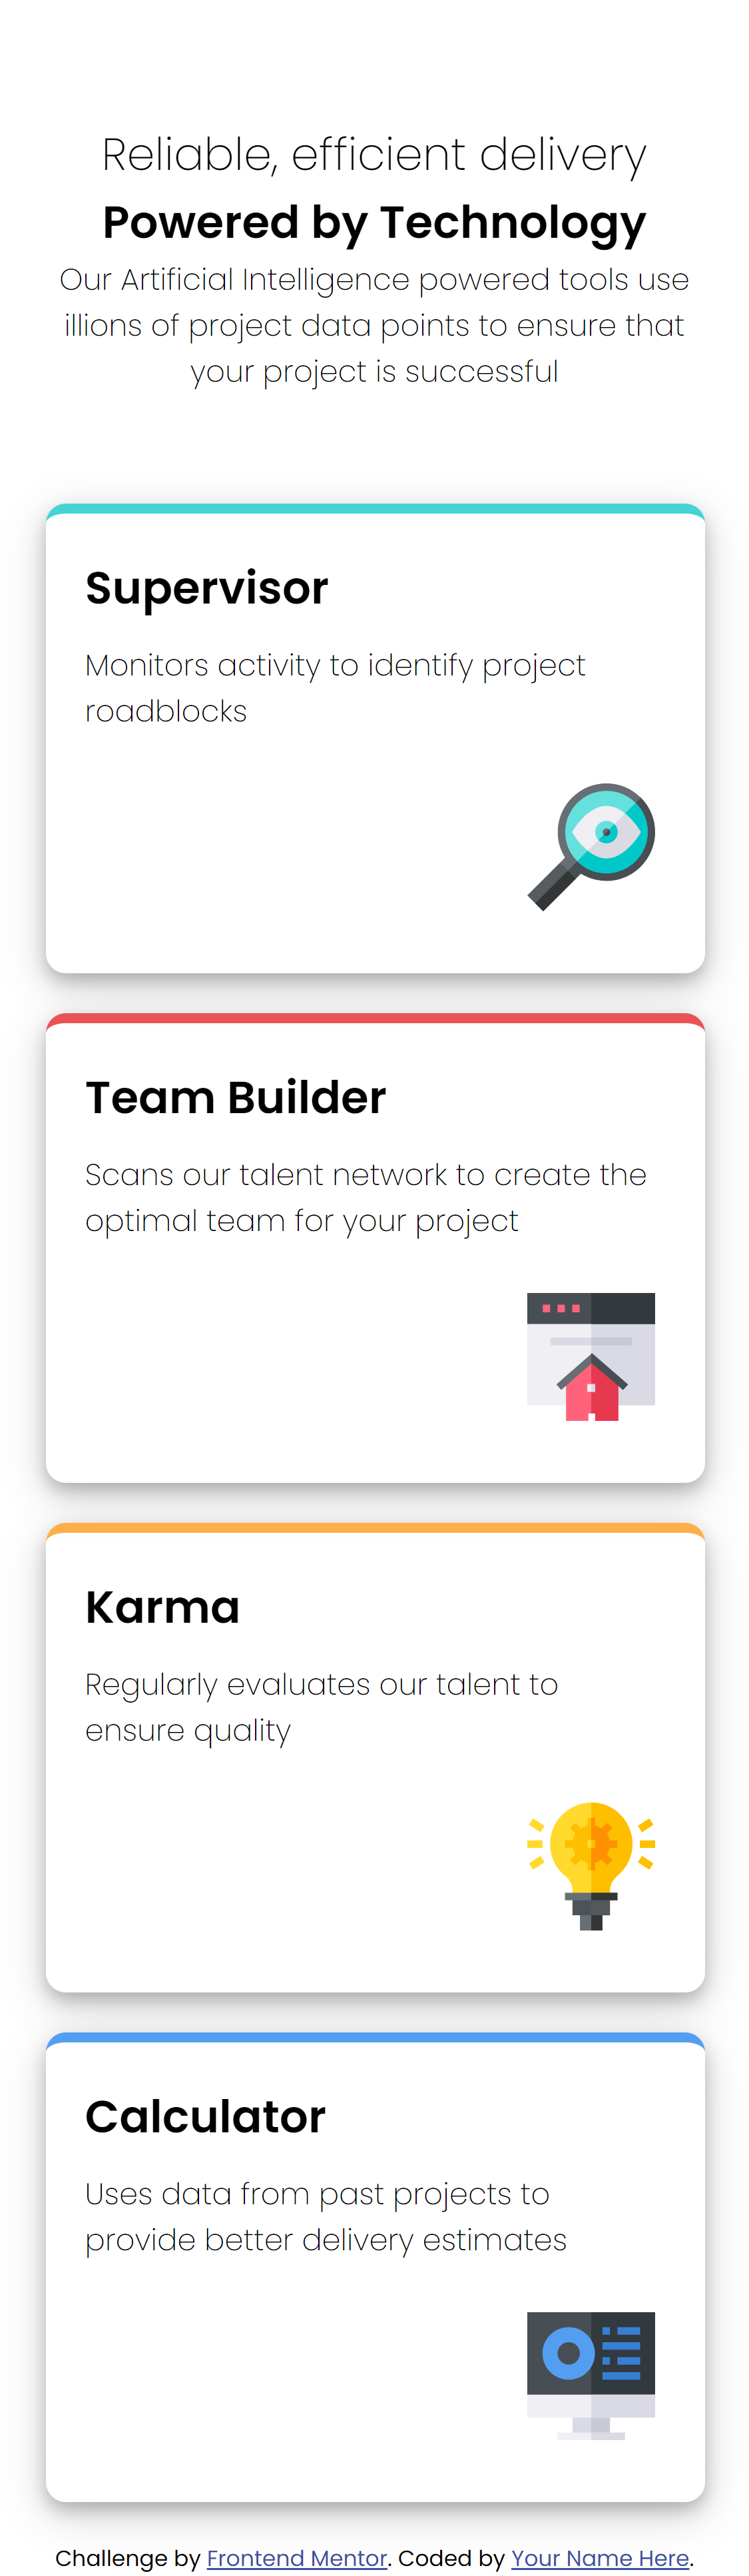 Reliable, efficient delivery
Powered by Technology
Our Artificial Intelligence powered tools use
illions of project data points to ensure that
your project is successful
Supervisor
Monitors activity to identify project
roadblocks
Team Builder
Scans our talent network to create the
optimal team for your project
Karma
Regularly evaluates our talent to
ensure quality
Calculator
Uses data from past projects to
provide better delivery estimates
Challenge by Frontend Mentor. Coded by Your Name Here.